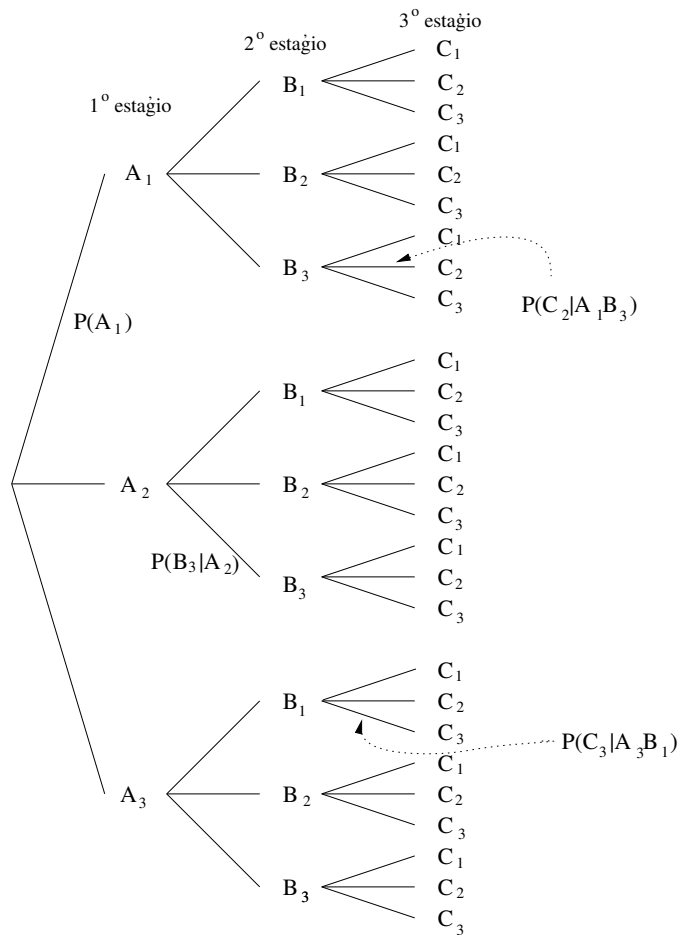 3º estágio
2º estágio
1º estágio
C1
B1
C2
C3
C1
A1
B2
C2
C3
C1
B3
C2
C3
P(C2|A1B3)
P(A1)
C1
B1
C2
C3
C1
A2
B2
C2
C3
P(B3|A2)
C1
B3
C2
C3
C1
B1
C2
C3
P(C3|A3B1)
C1
A3
B2
C2
C3
C1
B3
C2
C3